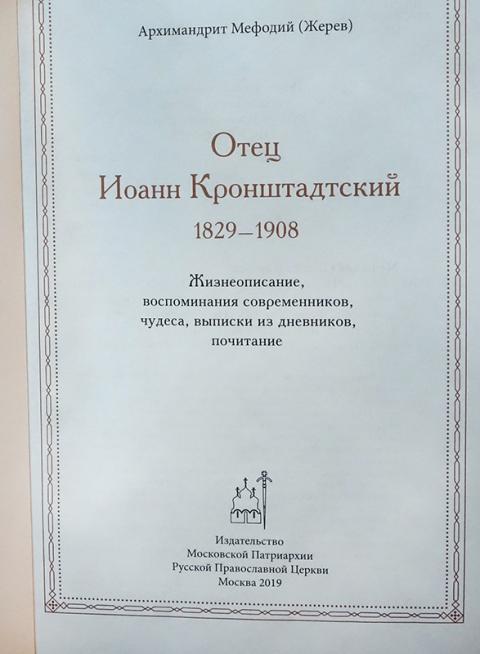 Архимандрит Мефодий (Жерев)
Отец
Иоанн Кронштадтский
1829—1908
Жизнеописание,
воспоминания современников,
чудеса, выписки из дневников,
почитание
Издательство
Московской Патриархии
Русской Православной Церкви
Москва 2019